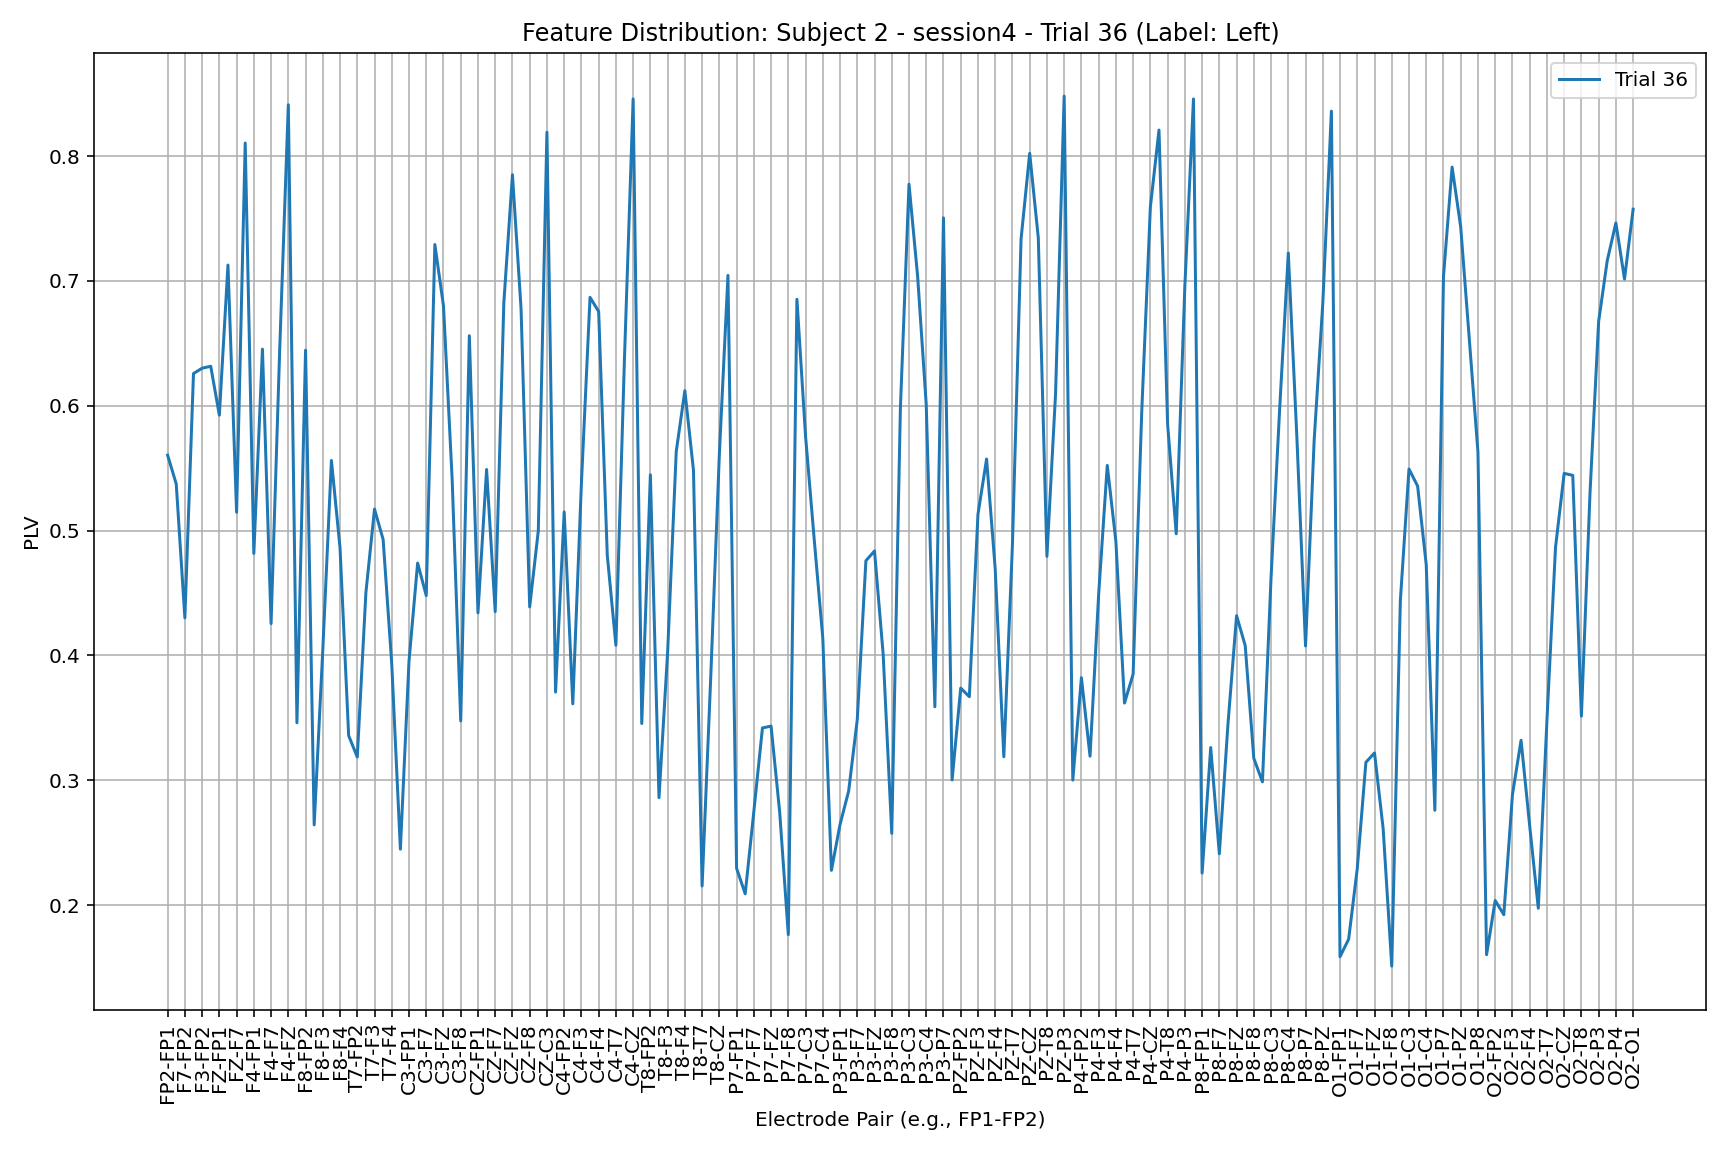 Feature Distribution: Subject 2 - session4 - Trial 36 (Label: Left)
Trial 36
PLV
0.8
0.7
0.6
0.5
0.4
0.3
0.2
FP2-FP1
F7-FP2
F3-FP2
FZ-FP1
FZ-F7
F4-FP1
F4-F7
F4-FZ
F8-FP2
F8-F3
F8-F4
T7-FP2
T7-F3
T7-F4
C3-FP1
C3-F7
C3-FZ
C3-F8
CZ-FP1
CZ-F7
CZ-FZ
CZ-F8
CZ-C3
C4-FP2
C4-F3
C4-F4
C4-T7
C4-CZ
T8-FP2
T8-F3
T8-F4
T8-T7
T8-CZ
P7-FP1
P7-F7
P7-FZ
P7-F8
P7-C3
P7-C4
P3-FP1
P3-F7
P3-FZ
P3-F8
P3-C3
P3-C4
P3-P7
PZ-FP2
PZ-F3
PZ-F4
PZ-T7
PZ-CZ
PZ-T8
PZ-P3
P4-FP2
P4-F3
P4-F4
P4-T7
P4-CZ
P4-T8
P4-P3
P8-FP1
P8-F7
P8-FZ
P8-F8
P8-C3
P8-C4
P8-P7
P8-PZ
O1-FP1
O1-F7
O1-FZ
O1-F8
O1-C3
O1-C4
O1-P7
O1-PZ
O1-P8
O2-FP2
O2-F3
O2-F4
O2-T7
O2-CZ
O2-T8
O2-P3
O2-P4
O2-O1
Electrode Pair (e.g., FP1-FP2)